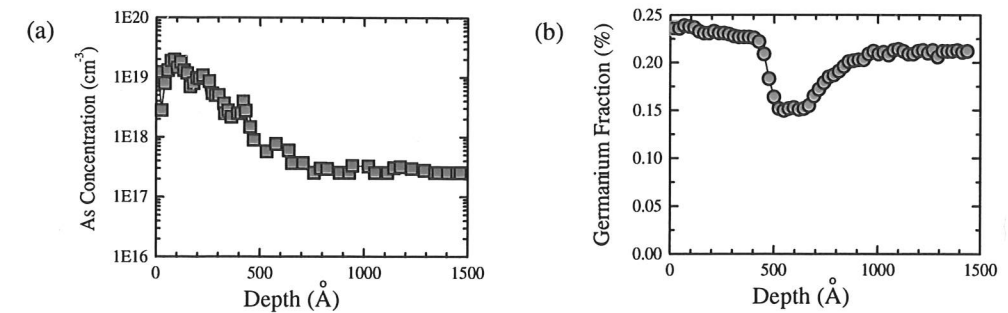 (a)
As Concentration (cm-3)
1E20
1E19
1E18
1E17
1E16
0 500 1000 1500
Depth (Å)
(b)
Germanium Fraction (%)
0.25
0.20
0.15
0.10
0.05
0.00
0 500 1000 1500
Depth (Å)